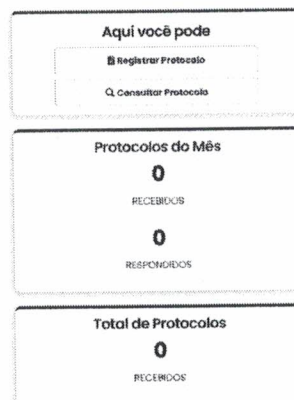 Aqui você pode
Registrar Protocolo
Consultar Protocolo
Protocolos do Mês
0
RECEBIDOS
0
RESPONDIDOS
Total de Protocolos
0
RECEBIDOS